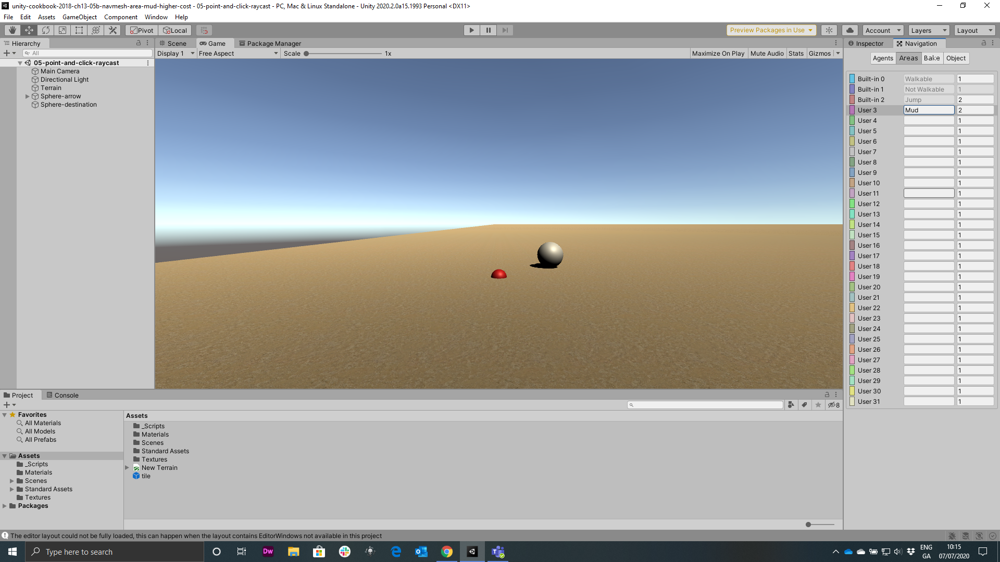 unity-cookbook-2018-ch13-05b-navmesh-area-mud-higher-cost - 05-point-and-click-raycast - PC, Mac & Linux Standalone - Unity 2020.2.0a15.1993 Personal <DX11>
File Edit Assets GameObject Component Window Help
Pivot Local Preview Packages in Use Account Layers Layout
Hierarchy
All
05-point-and-click-raycast
Main Camera
Directional Light
Terrain
Sphere-arrow
Sphere-destination
Scene Game Package Manager
Display 1 Free Aspect Scale 1x Maximize On Play Mute Audio Stats Gizmos
Inspector Navigation
Agents Areas Bake Object
Built-in 0 Walkable 1
Built-in 1 Not Walkable 1
Built-in 2 Jump 2
User 3 Mud 2
User 4 1
User 5 1
User 6 1
User 7 1
User 8 1
User 9 1
User 10 1
User 11 1
User 12 1
User 13 1
User 14 1
User 15 1
User 16 1
User 17 1
User 18 1
User 19 1
User 20 1
User 21 1
User 22 1
User 23 1
User 24 1
User 25 1
User 26 1
User 27 1
User 28 1
User 29 1
User 30 1
User 31 1
Project Console
8
Favorites
All Materials
All Models
All Prefabs
Assets
_Scripts
Materials
Scenes
Standard Assets
Textures
Packages
Assets
_Scripts
Materials
Scenes
Standard Assets
Textures
New Terrain
tile
The editor layout could not be fully loaded, this can happen when the layout contains EditorWindows not available in this project
Type here to search
Dw
ENG
GA
10:15
07/07/2020